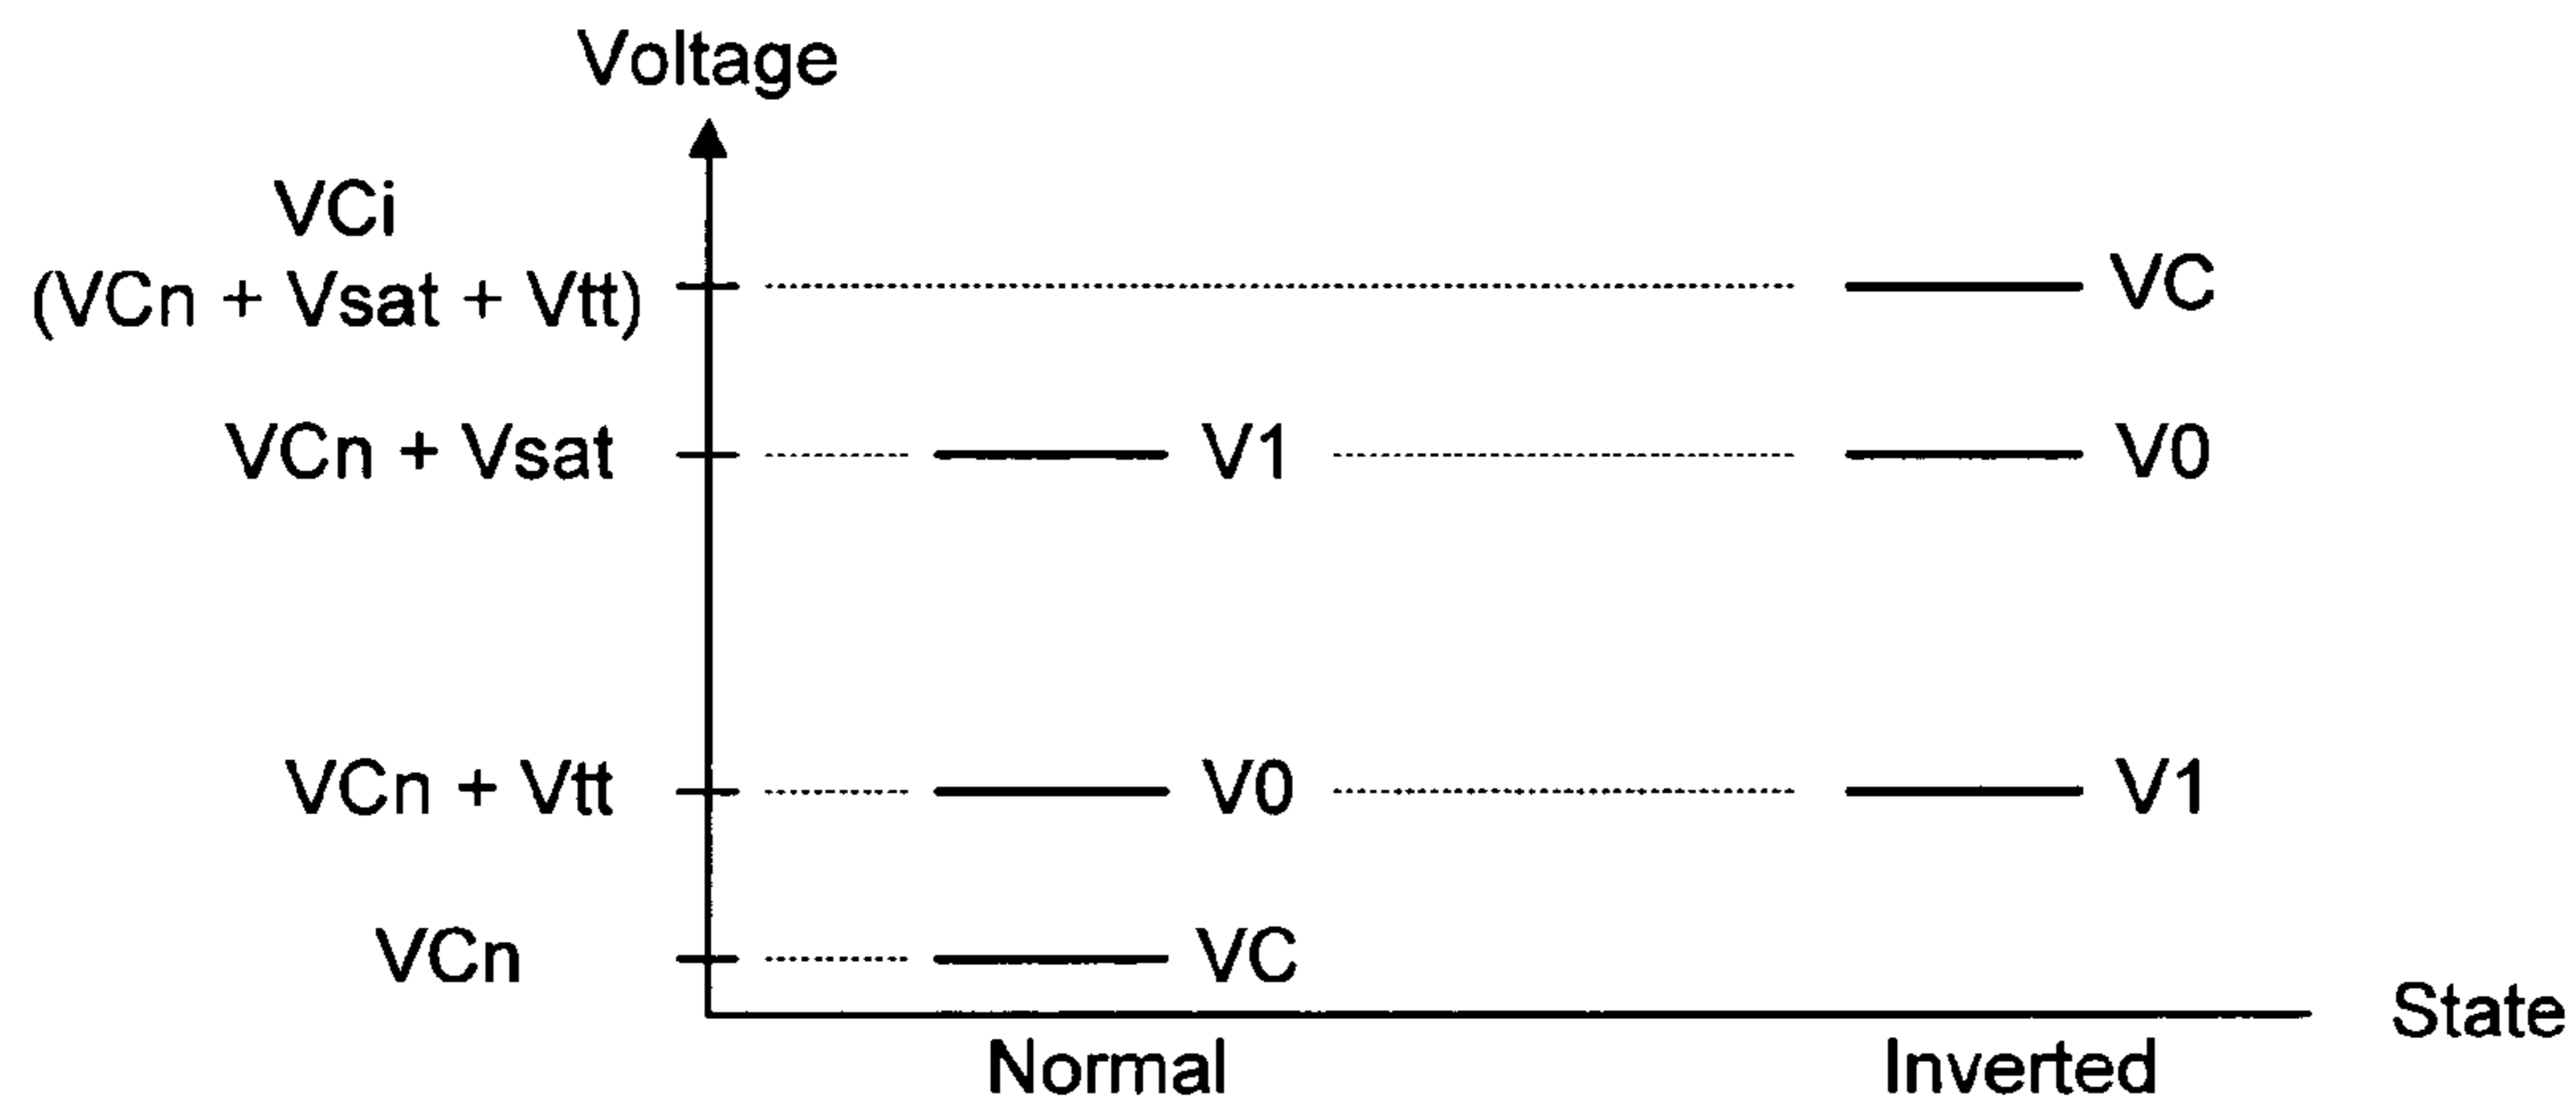 Voltage
VCi
(VCn + Vsat + Vtt)
VC
VCn + Vsat
V1
V0
VCn + Vtt
V0
V1
VCn
VC
State
Normal
Inverted